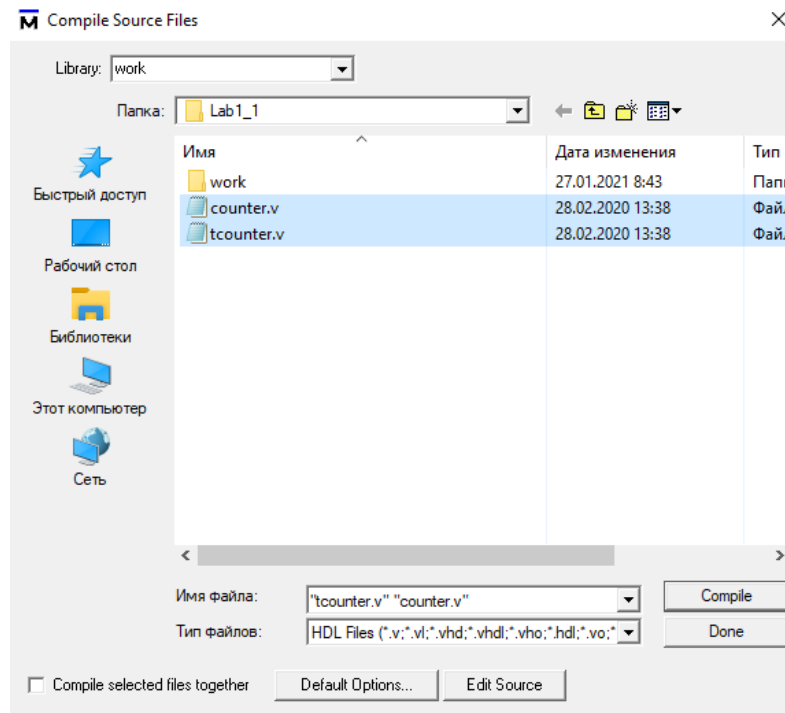 Compile Source Files
Library: work
Папка: Lab1_1
Имя Дата изменения Тип
work 27.01.2021 8:43 Пап
counter.v 28.02.2020 13:38 Фай
tcounter.v 28.02.2020 13:38 Фай
Быстрый доступ
Рабочий стол
Библиотеки
Этот компьютер
Сеть
Имя файла: "tcounter.v" "counter.v" Compile
Тип файлов: HDL Files (*.v;*.vl;*.vhd;*.vhdl;*.vho;*.hdl;*.vo;* Done
Compile selected files together Default Options... Edit Source